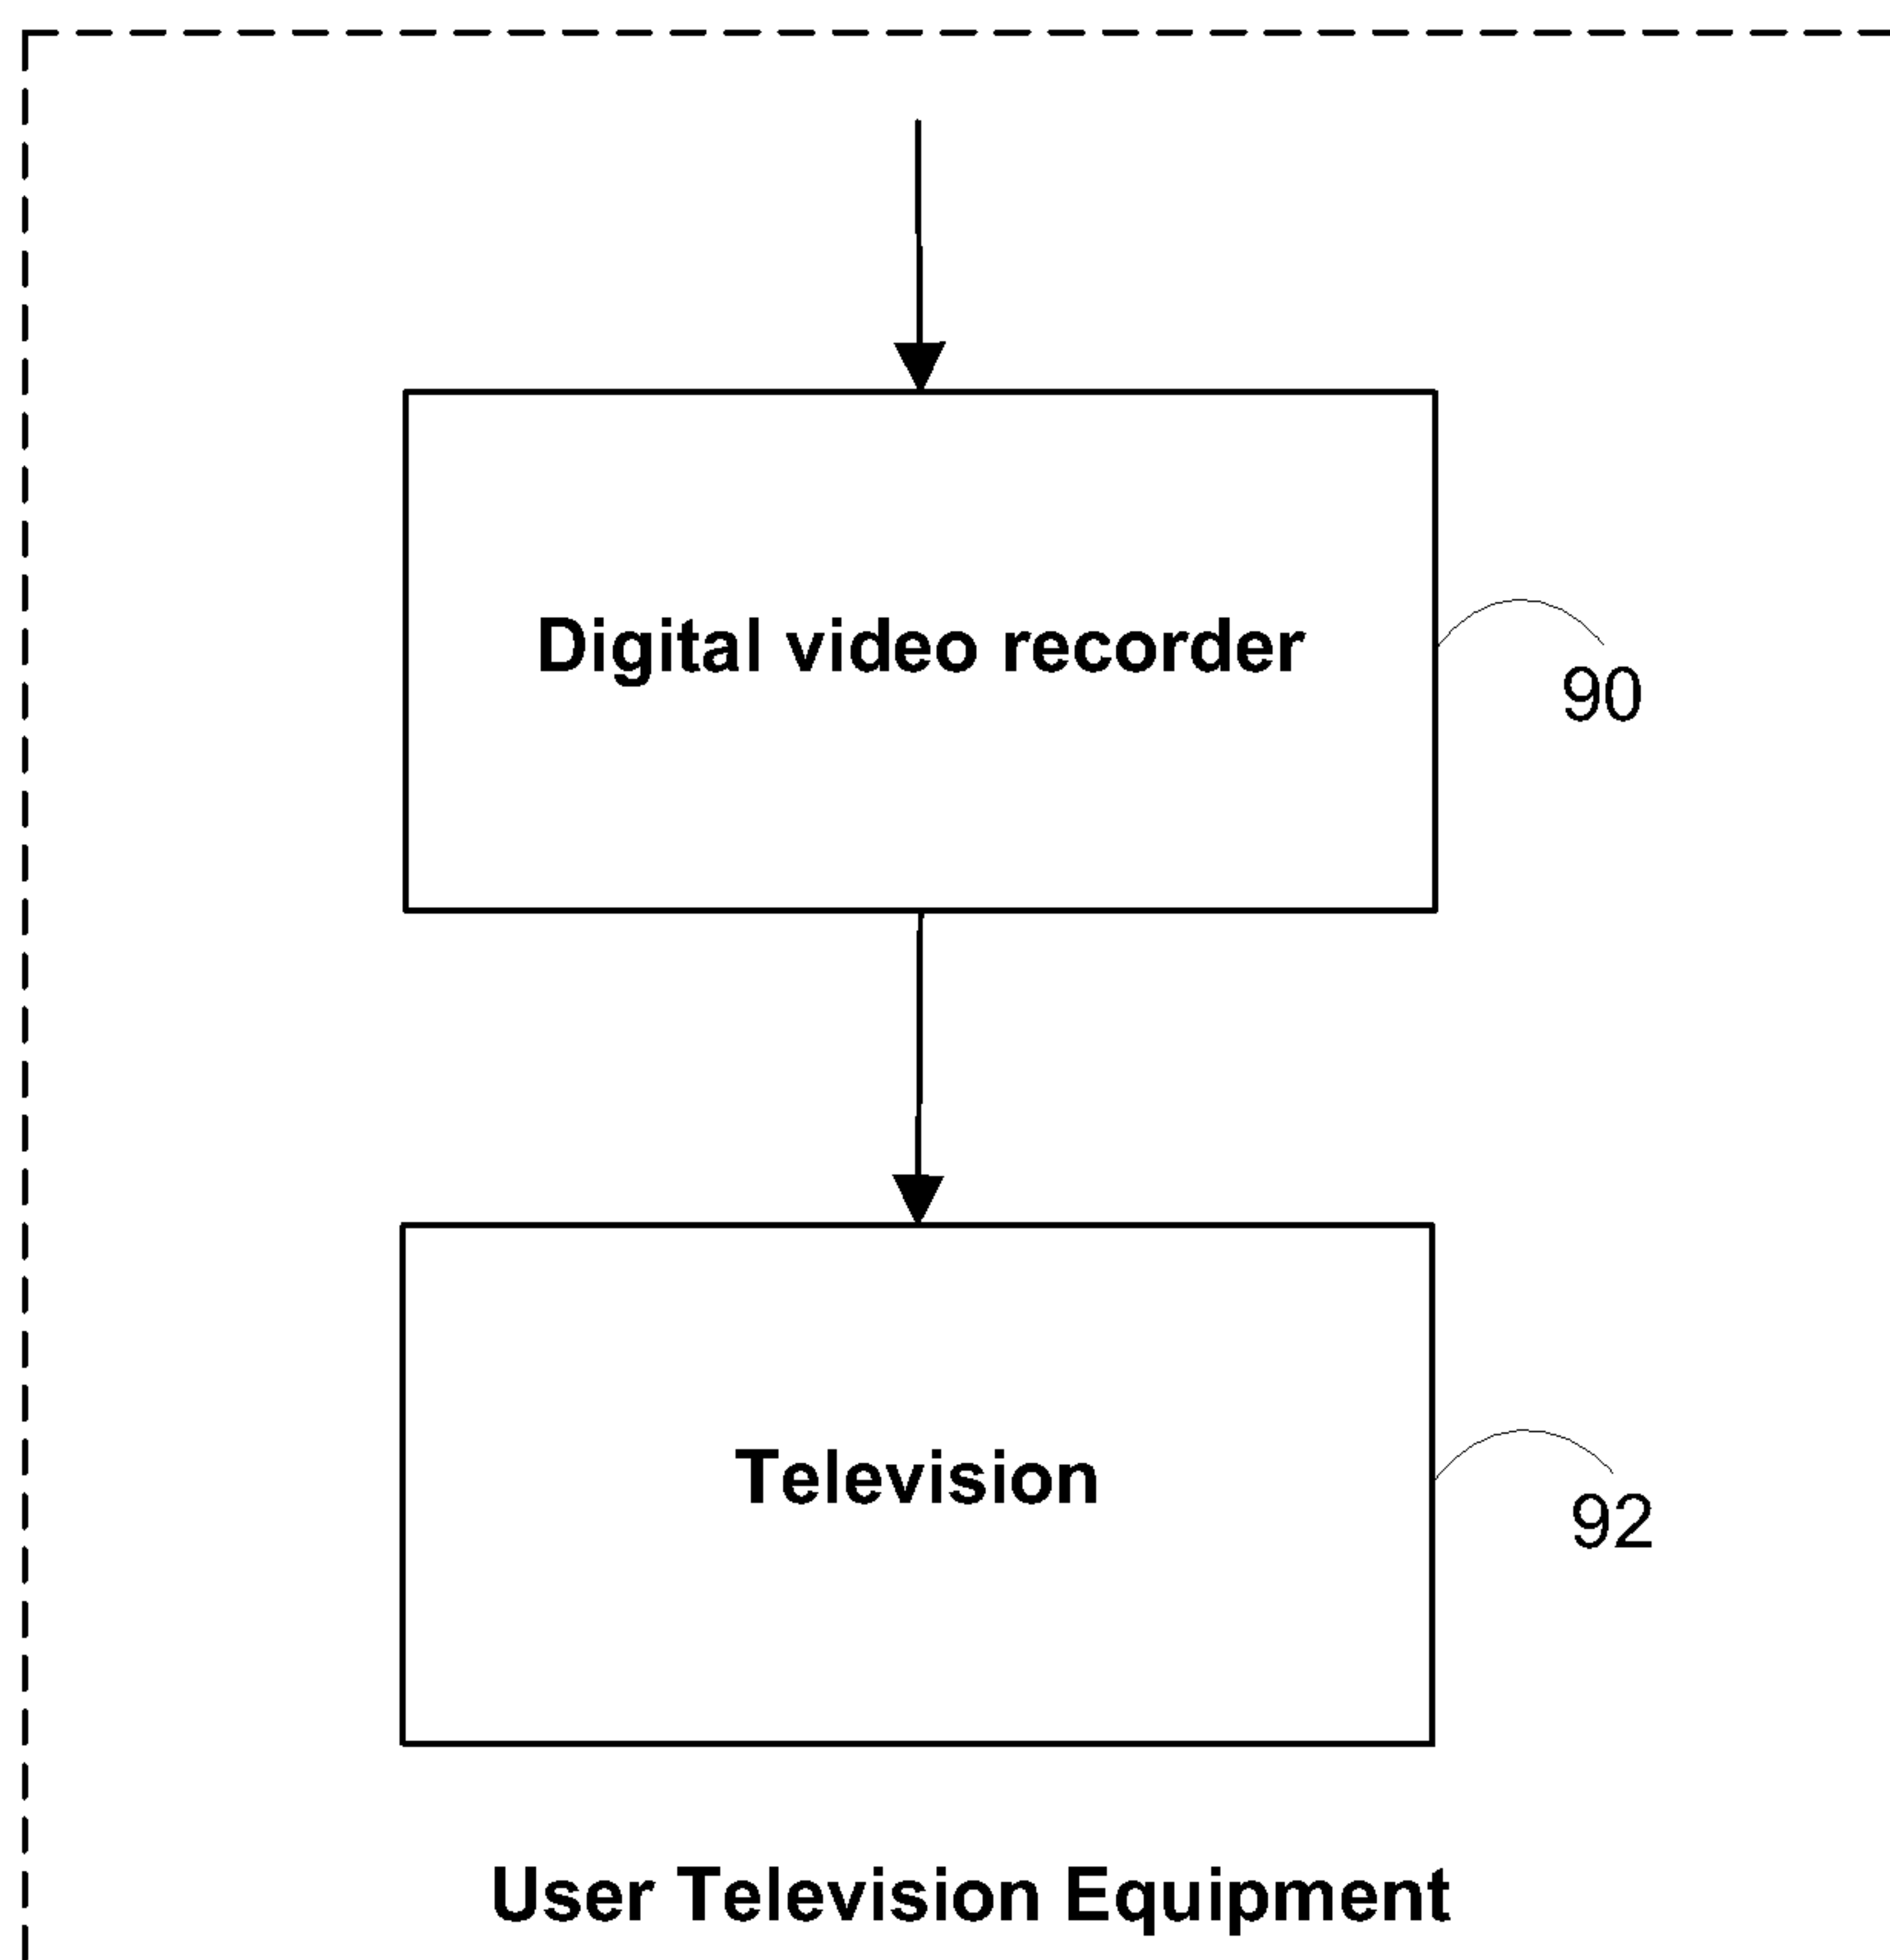 Digital video recorder
90
Television
92
User Television Equipment